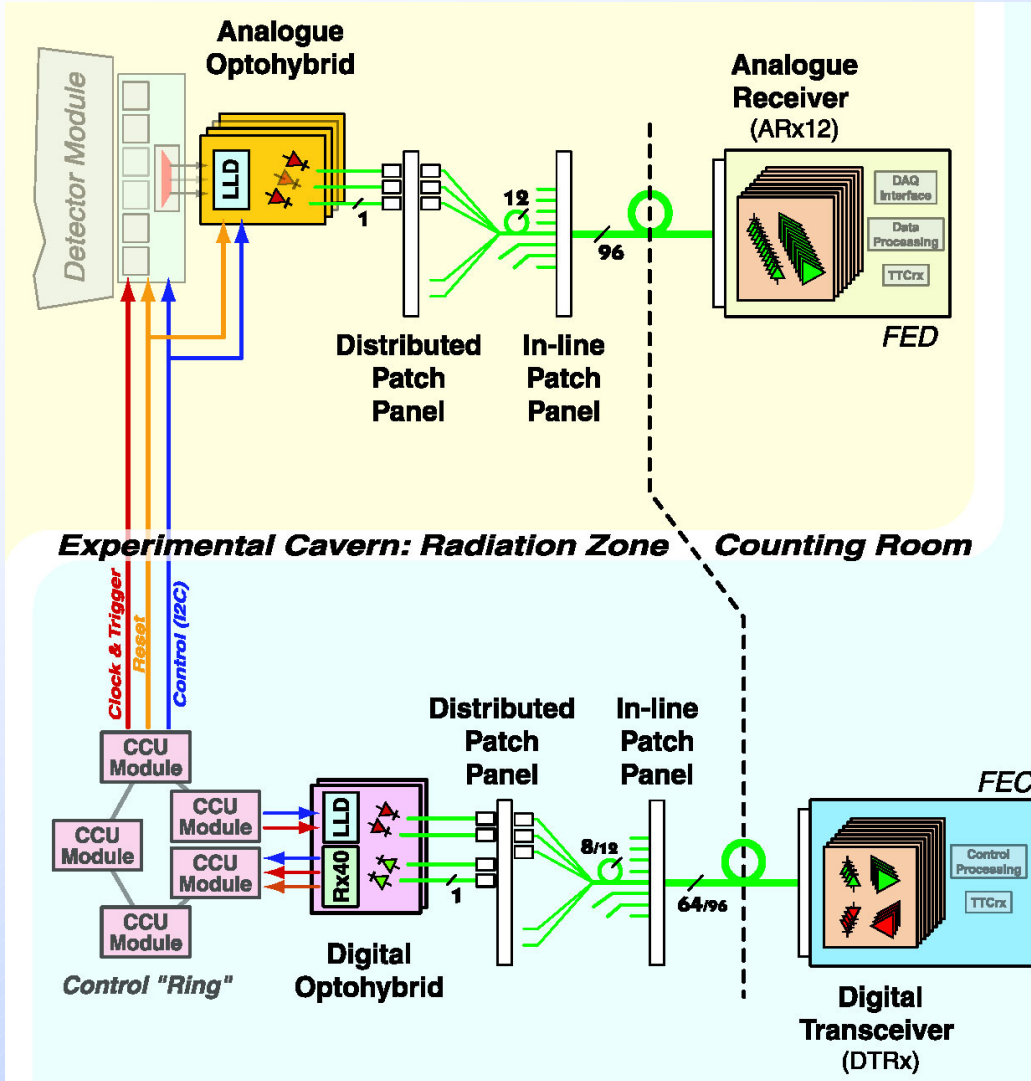 Analogue
Optohybrid
Detector Module
LLD
1
12
96
Distributed
Patch
Panel
In-line
Patch
Panel
Analogue
Receiver
(ARx12)
DAQ
Interface
Data
Processing
TTCrx
FED
Experimental Cavern: Radiation Zone
Counting Room
Clock & Trigger
Reset
Control (I2C)
CCU
Module
CCU
Module
CCU
Module
CCU
Module
CCU
Module
Control "Ring"
LLD
Rx40
1
Digital
Optohybrid
Distributed
Patch
Panel
In-line
Patch
Panel
8/12
64/96
FEC
Control
Processing
TTCrx
Digital
Transceiver
(DTRx)